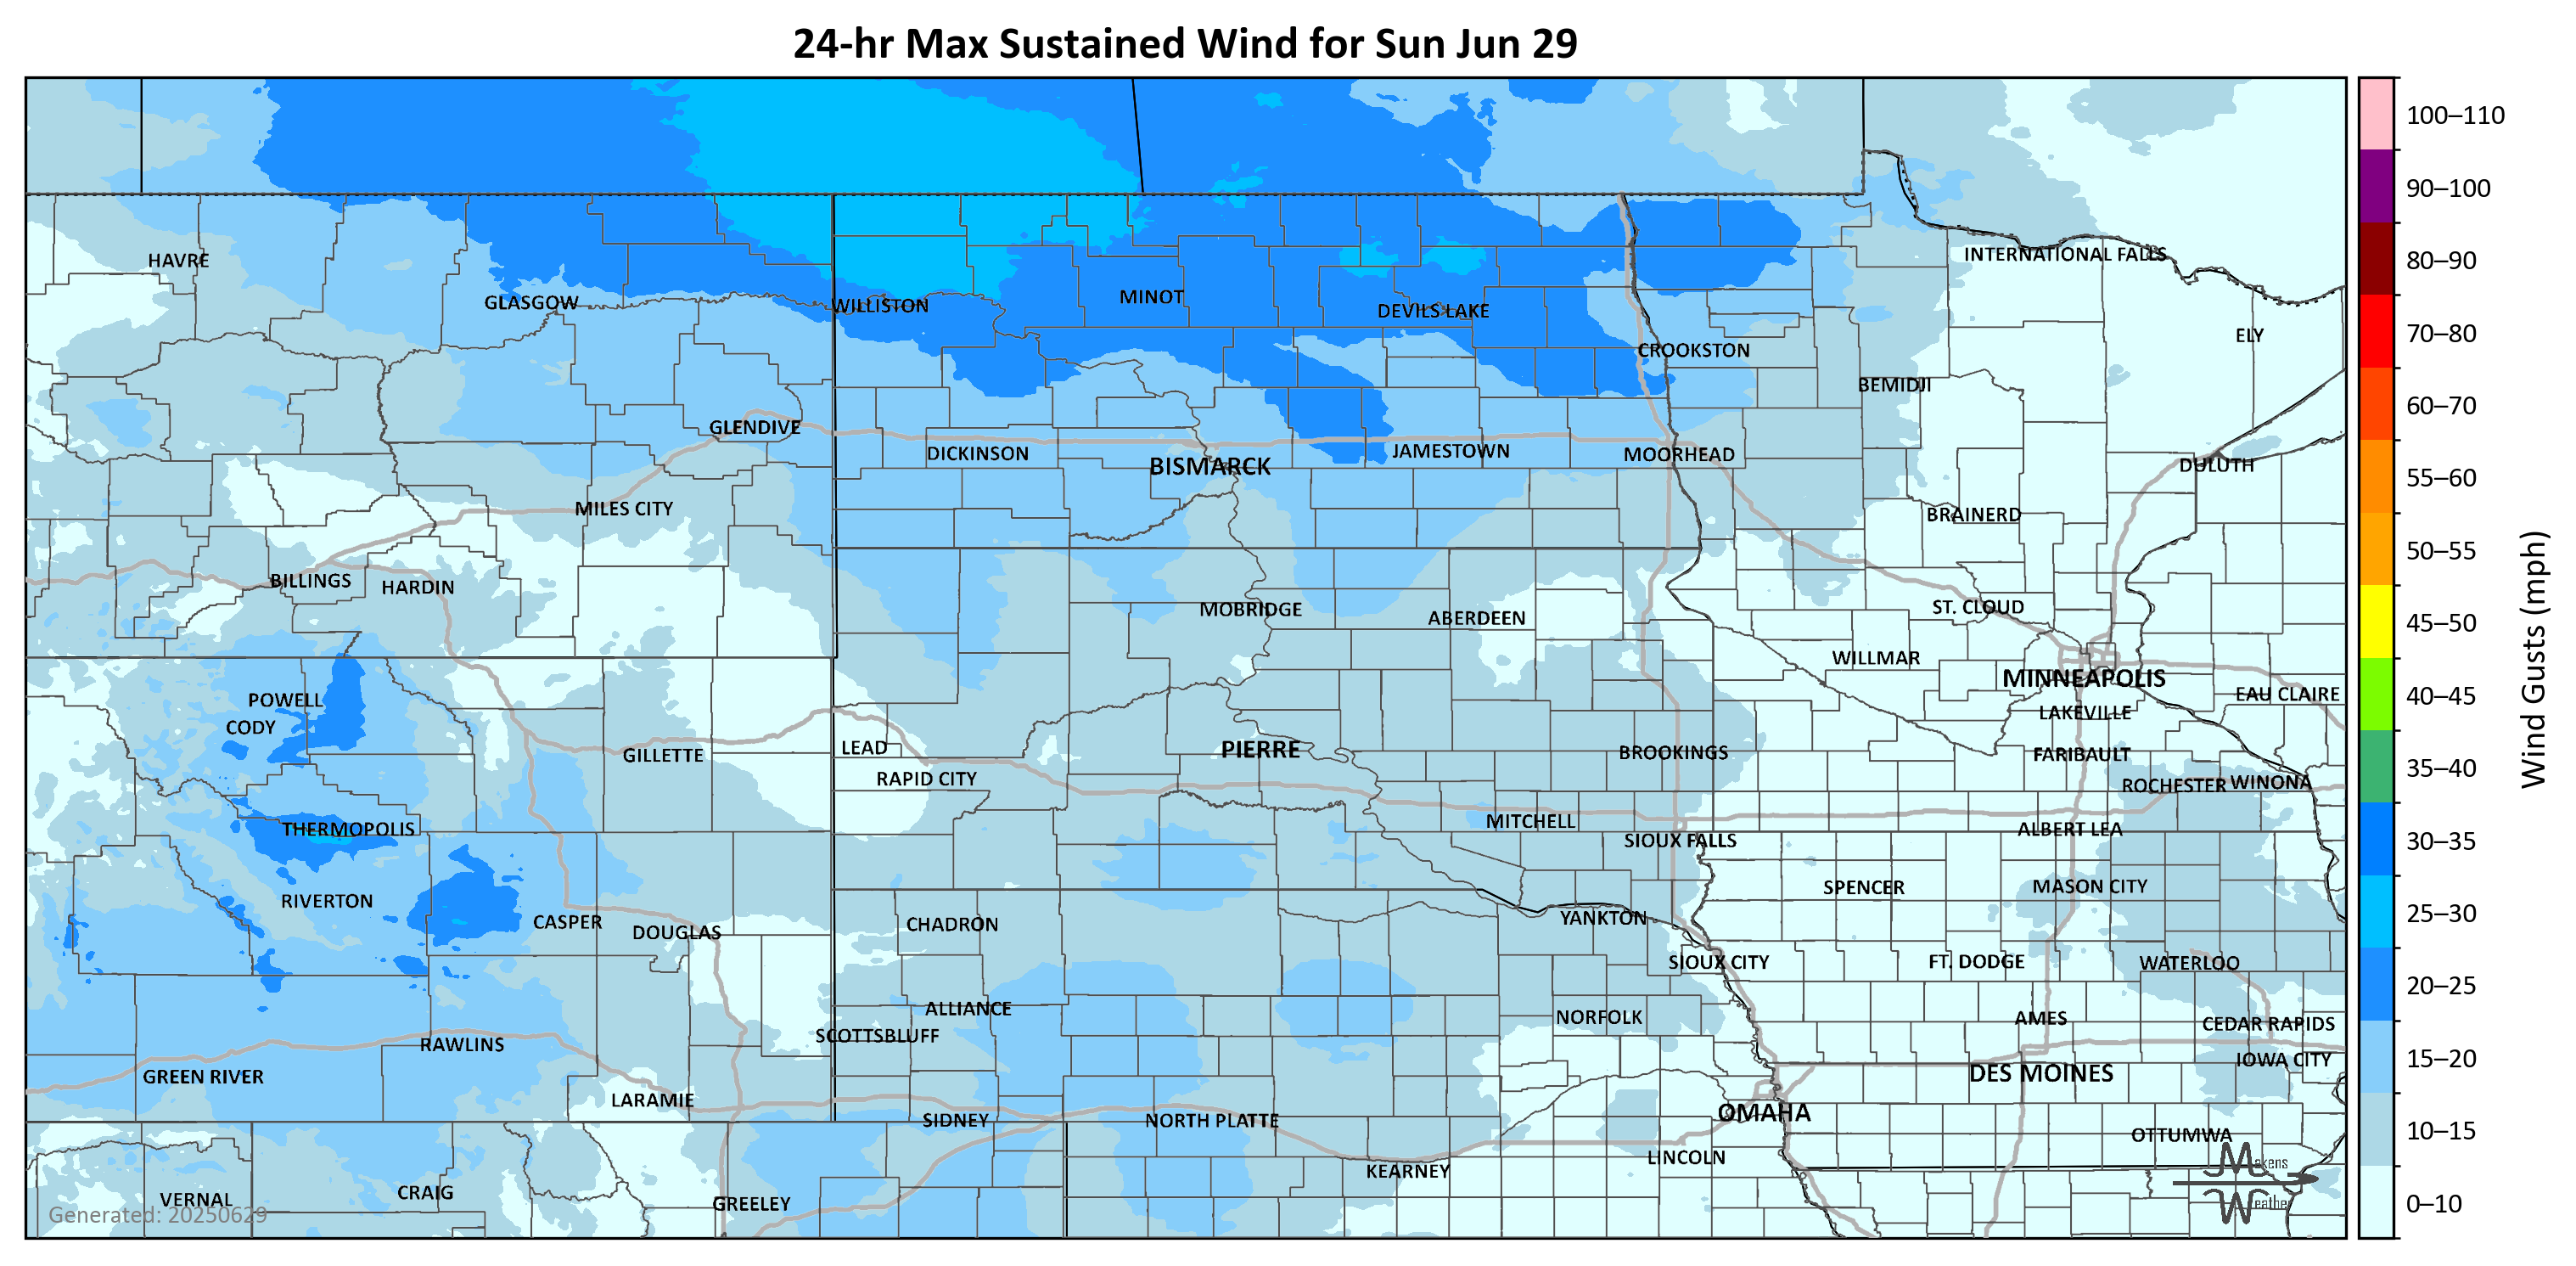 24-hr Max Sustained Wind for Sun Jun 29
HAVRE
INTERNATIONAL FALLS
GLASGOW
WILLISTON
MINOT
DEVILS LAKE
ELY
CROOKSTON
BEMIDJI
GLENDIVE
DICKINSON
BISMARCK
JAMESTOWN
MOORHEAD
DULUTH
MILES CITY
BRAINERD
BILLINGS
HARDIN
MOBRIDGE
ABERDEEN
ST. CLOUD
WILLMAR
MINNEAPOLIS
POWELL
EAU CLAIRE
CODY
LAKEVILLE
GILLETTE
LEAD
PIERRE
BROOKINGS
FARIBAULT
RAPID CITY
ROCHESTER
WINONA
THERMOPOLIS
MITCHELL
SIOUX FALLS
ALBERT LEA
RIVERTON
SPENCER
MASON CITY
CASPER
DOUGLAS
CHADRON
YANKTON
SIOUX CITY
FT. DODGE
WATERLOO
ALLIANCE
NORFOLK
AMES
CEDAR RAPIDS
SCOTTSBLUFF
RAWLINS
IOWA CITY
GREEN RIVER
DES MOINES
LARAMIE
SIDNEY
NORTH PLATTE
OMAHA
OTTUMWA
KEARNEY
LINCOLN
VERNAL
CRAIG
GREELEY
Generated: 20250629
Makens
Weather
100–110
90–100
80–90
70–80
60–70
55–60
50–55
45–50
40–45
35–40
30–35
25–30
20–25
15–20
10–15
0–10
Wind Gusts (mph)